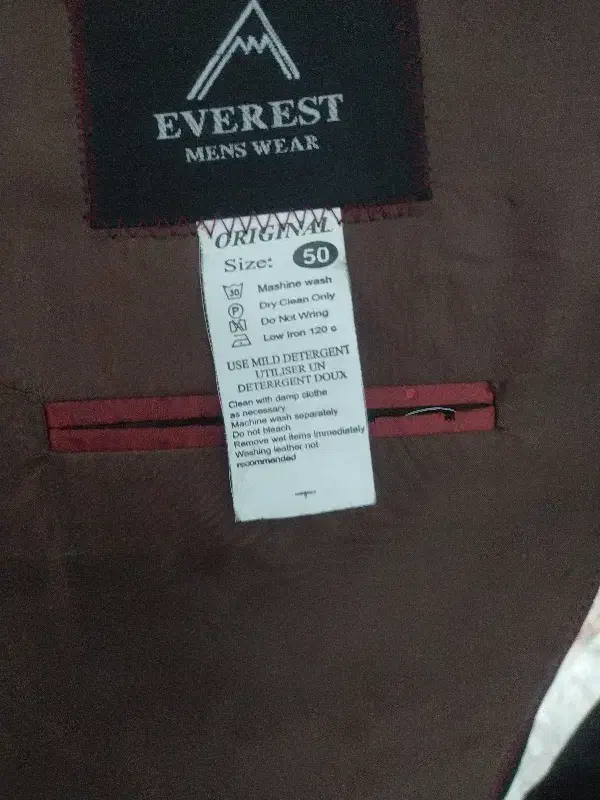 EVEREST
MENS WEAR
ORIGINAL
Size: 50
30 Mashine wash
P Dry Clean Only
Do Not Wring
Low Iron 120 c
USE MILD DETERGENT
UTILISER UN
DETERRGENT DOUX
Clean with damp clothe
as necessary
Machine wash separately
Do not bleach
Remove wet items immediately
Washing leather not
recommended